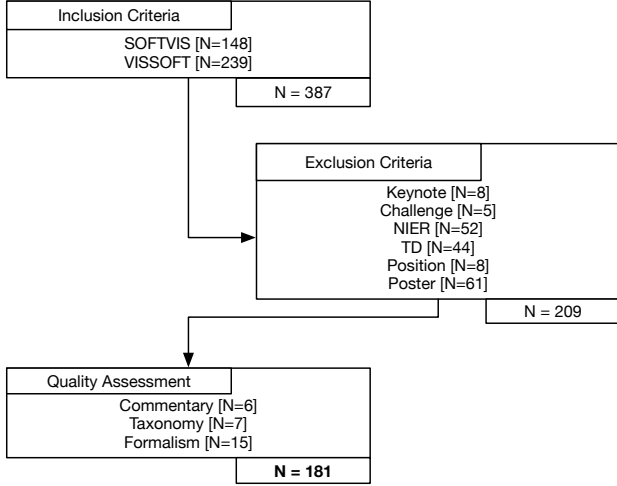 Inclusion Criteria
SOFTVIS [N=148]
VISSOFT [N=239]
N = 387
Exclusion Criteria
Keynote [N=8]
Challenge [N=5]
NIER [N=52]
TD [N=44]
Position [N=8]
Poster [N=61]
N = 209
Quality Assessment
Commentary [N=6]
Taxonomy [N=7]
Formalism [N=15]
N = 181